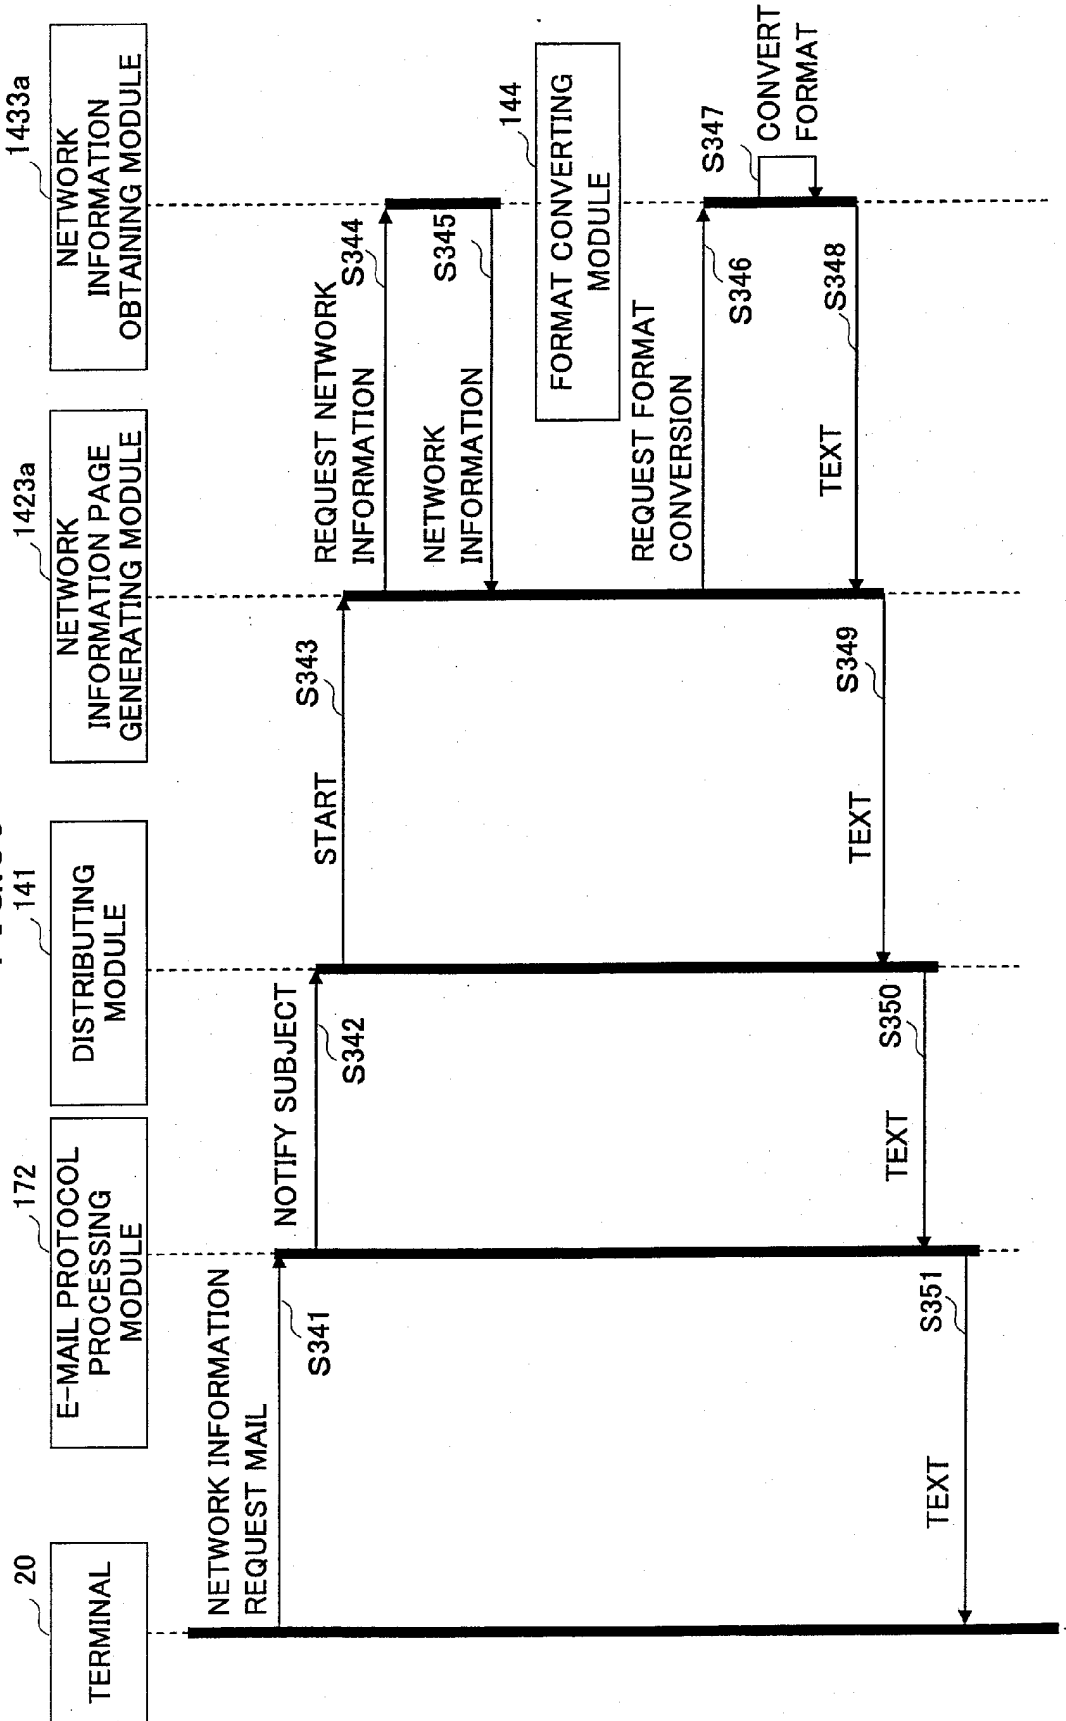 20
TERMINAL
172
E-MAIL PROTOCOL
PROCESSING
MODULE
141
DISTRIBUTING
MODULE
1423a
NETWORK
INFORMATION PAGE
GENERATING MODULE
1433a
NETWORK
INFORMATION
OBTAINING MODULE
NETWORK INFORMATION
REQUEST MAIL
S341
NOTIFY SUBJECT
S342
START
S343
REQUEST NETWORK
INFORMATION
S344
NETWORK
INFORMATION
S345
144
FORMAT CONVERTING
MODULE
REQUEST FORMAT
CONVERSION
S346
S347
CONVERT
FORMAT
TEXT
S348
TEXT
S349
TEXT
S350
TEXT
S351